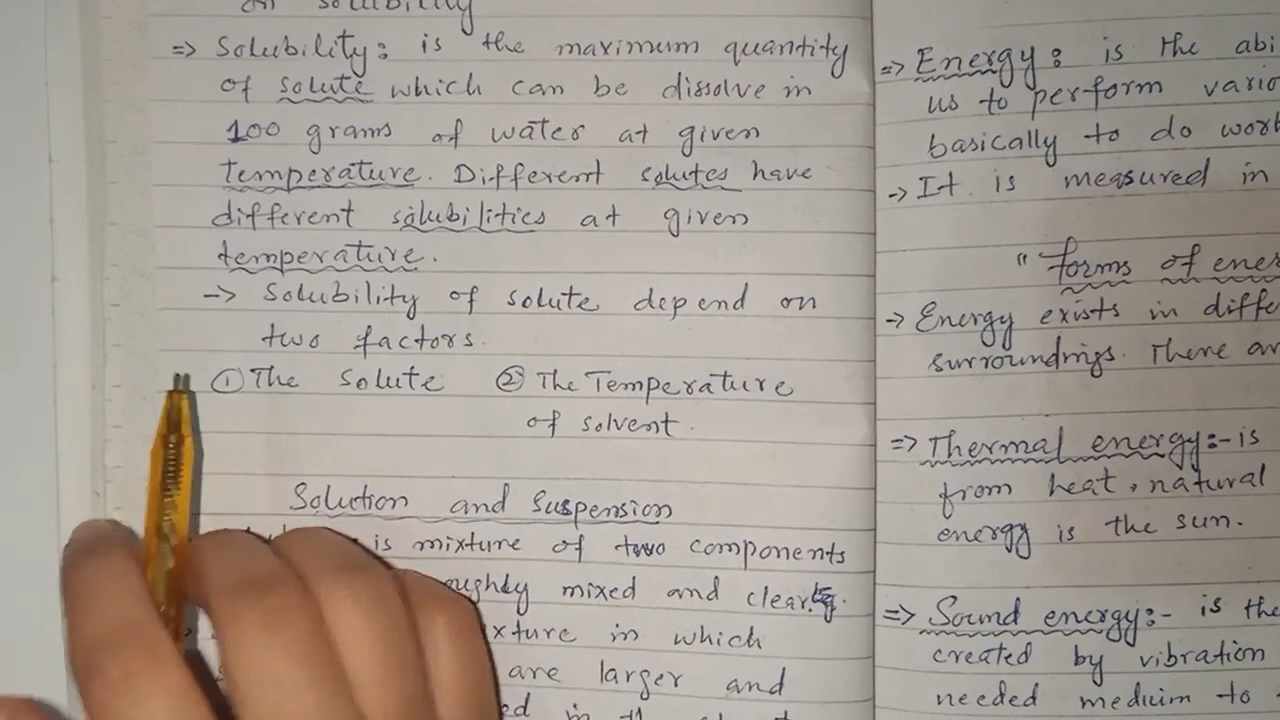 on solubility
=> Solubility: is the maximum quantity
of solute which can be dissolve in
100 grams of water at given
temperature. Different solutes have
different solubilities at given
temperature.
-> Solubility of solute depend on
two factors.
① The Solute ② The Temperature
of solvent.
Solution and Suspension
is mixture of two components
mixed and clear.
in which
are larger and
in
=> Energy: is the
us to perform
basically to do work
-> It is measured in
" forms of
-> Energy exists in
surroundings. There
=> Thermal energy:- is
from heat, natural
energy is the sun.
=> Sound energy:- is the
created by vibration
needed medium to